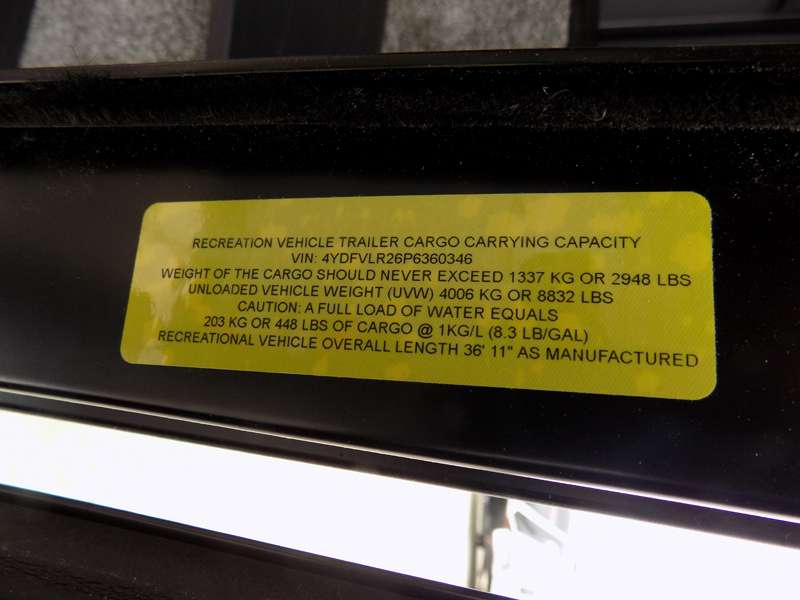 RECREATION VEHICLE TRAILER CARGO CARRYING CAPACITY
VIN: 4YDFVLR26P6360346
WEIGHT OF THE CARGO SHOULD NEVER EXCEED 1337 KG OR 2948 LBS
UNLOADED VEHICLE WEIGHT (UVW) 4006 KG OR 8832 LBS
CAUTION: A FULL LOAD OF WATER EQUALS
203 KG OR 448 LBS OF CARGO @ 1KG/L (8.3 LB/GAL)
RECREATIONAL VEHICLE OVERALL LENGTH 36' 11" AS MANUFACTURED